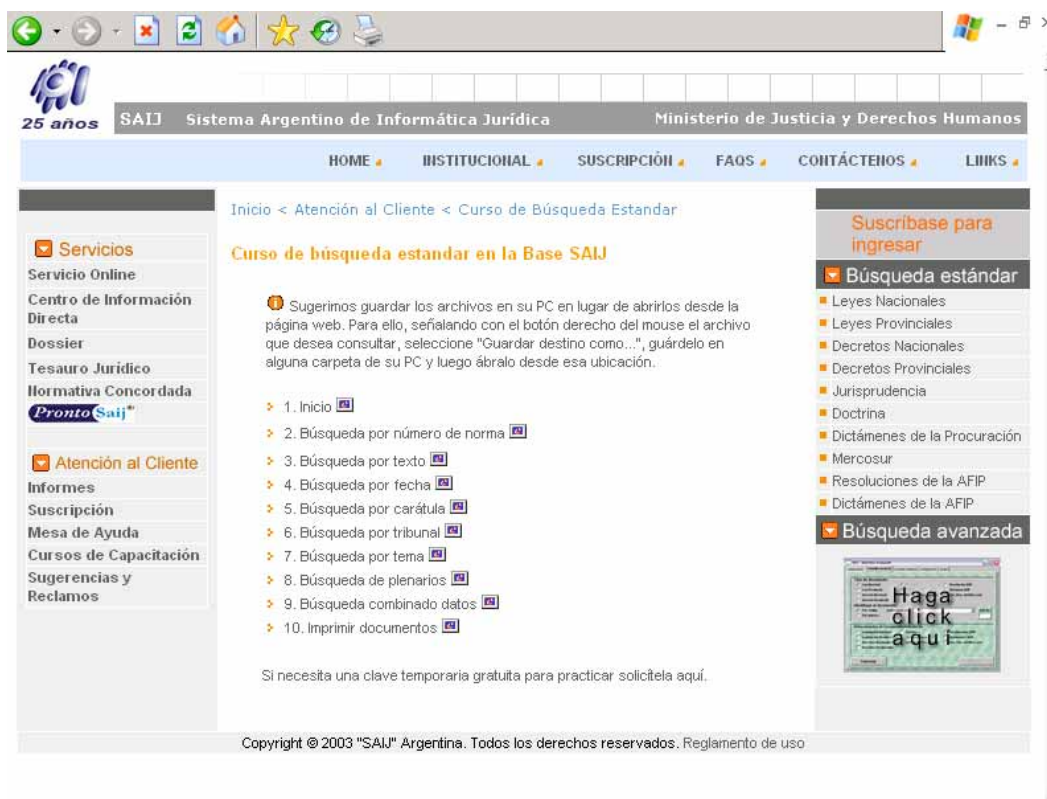 25 años
SAIJ Sistema Argentino de Informática Jurídica
Ministerio de Justicia y Derechos Humanos
HOME INSTITUCIONAL SUSCRIPCIÓN FAQS CONTÁCTENOS LINKS
Servicios
Servicio Online
Centro de Información
Directa
Dossier
Tesauro Jurídico
Normativa Concordada
Pronto Saij
Atención al Cliente
Informes
Suscripción
Mesa de Ayuda
Cursos de Capacitación
Sugerencias y
Reclamos
Inicio < Atención al Cliente < Curso de Búsqueda Estandar
Curso de búsqueda estandar en la Base SAIJ
Sugerimos guardar los archivos en su PC en lugar de abrirlos desde la
página web. Para ello, señalando con el botón derecho del mouse el archivo
que desea consultar, seleccione "Guardar destino como...", guárdelo en
alguna carpeta de su PC y luego ábralo desde esa ubicación.
1. Inicio
2. Búsqueda por número de norma
3. Búsqueda por texto
4. Búsqueda por fecha
5. Búsqueda por carátula
6. Búsqueda por tribunal
7. Búsqueda por tema
8. Búsqueda de plenarios
9. Búsqueda combinado datos
10. Imprimir documentos
Si necesita una clave temporaria gratuita para practicar solicítela aquí.
Suscríbase para
ingresar
Búsqueda estándar
Leyes Nacionales
Leyes Provinciales
Decretos Nacionales
Decretos Provinciales
Jurisprudencia
Doctrina
Dictámenes de la Procuración
Mercosur
Resoluciones de la AFIP
Dictámenes de la AFIP
Búsqueda avanzada
Haga
click
aqui
Copyright © 2003 "SAIJ" Argentina. Todos los derechos reservados. Reglamento de uso